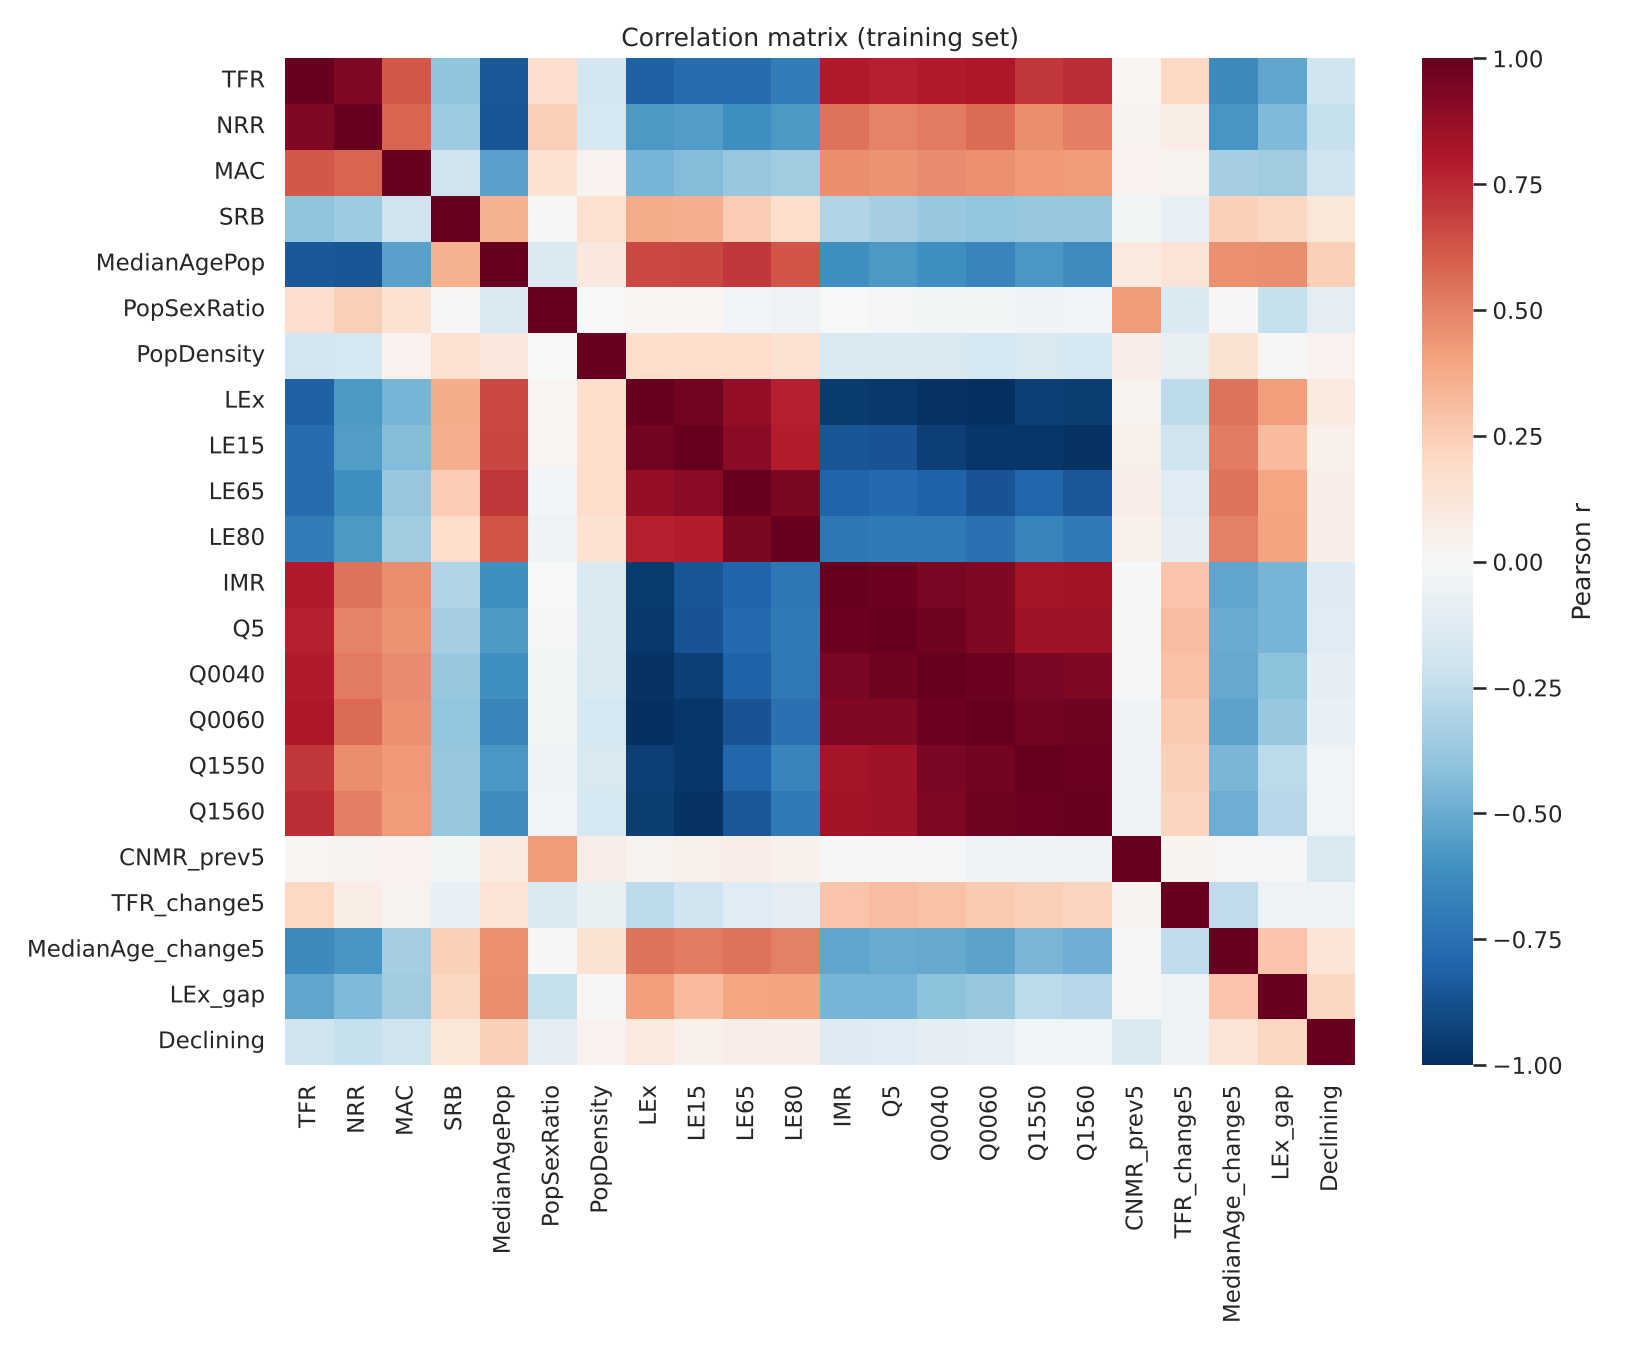 Correlation matrix (training set)
TFR
NRR
MAC
SRB
MedianAgePop
PopSexRatio
PopDensity
LEx
LE15
LE65
LE80
IMR
Q5
Q0040
Q0060
Q1550
Q1560
CNMR_prev5
TFR_change5
MedianAge_change5
LEx_gap
Declining
TFR
NRR
MAC
SRB
MedianAgePop
PopSexRatio
PopDensity
LEx
LE15
LE65
LE80
IMR
Q5
Q0040
Q0060
Q1550
Q1560
CNMR_prev5
TFR_change5
MedianAge_change5
LEx_gap
Declining
1.00
0.75
0.50
0.25
0.00
−0.25
−0.50
−0.75
−1.00
Pearson r